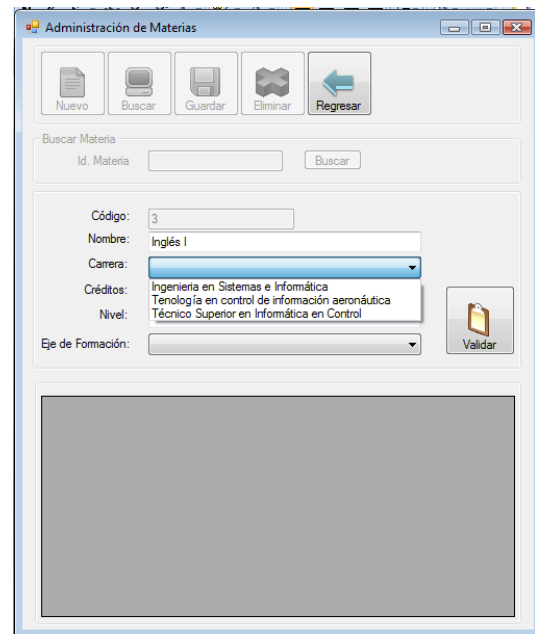 Administración de Materias
Nuevo Buscar Guardar Eliminar Regresar
Buscar Materia
Id. Materia Buscar
Código: 3
Nombre: Inglés I
Carrera:
Créditos: Ingenieria en Sistemas e Informática
Tenología en control de información aeronáutica
Nivel: Técnico Superior en Informática en Control
Eje de Formación:
Validar